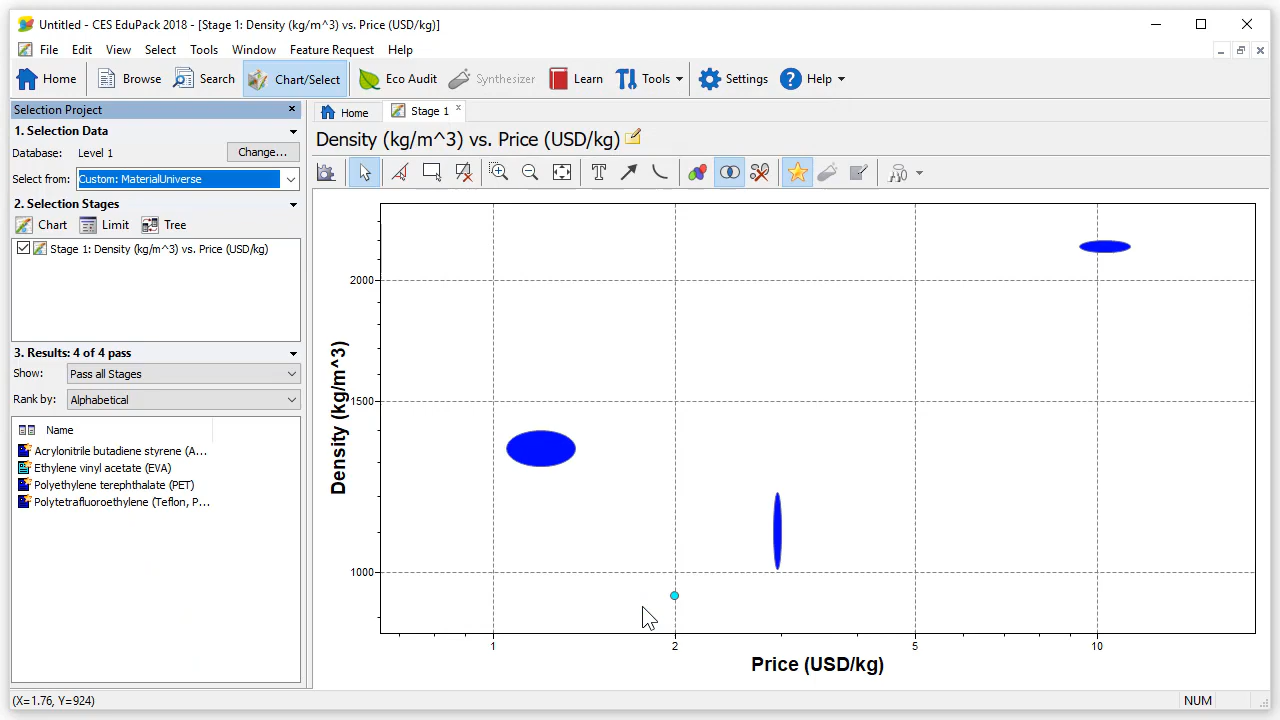 Untitled - CES EduPack 2018 - [Stage 1: Density (kg/m^3) vs. Price (USD/kg)]
File Edit View Select Tools Window Feature Request Help
Home Browse Search Chart/Select Eco Audit Synthesizer Learn Tools Settings Help
Selection Project
Home Stage 1
1. Selection Data
Density (kg/m^3) vs. Price (USD/kg)
Database: Level 1 Change...
Select from: Custom: MaterialUniverse
2. Selection Stages
Chart Limit Tree
Stage 1: Density (kg/m^3) vs. Price (USD/kg)
3. Results: 4 of 4 pass
Show: Pass all Stages
Rank by: Alphabetical
Name
Acrylonitrile butadiene styrene (A...
Ethylene vinyl acetate (EVA)
Polyethylene terephthalate (PET)
Polytetrafluoroethylene (Teflon, P...
Density (kg/m^3)
2000
1500
1000
1 2 5 10
Price (USD/kg)
(X=1.76, Y=924) NUM